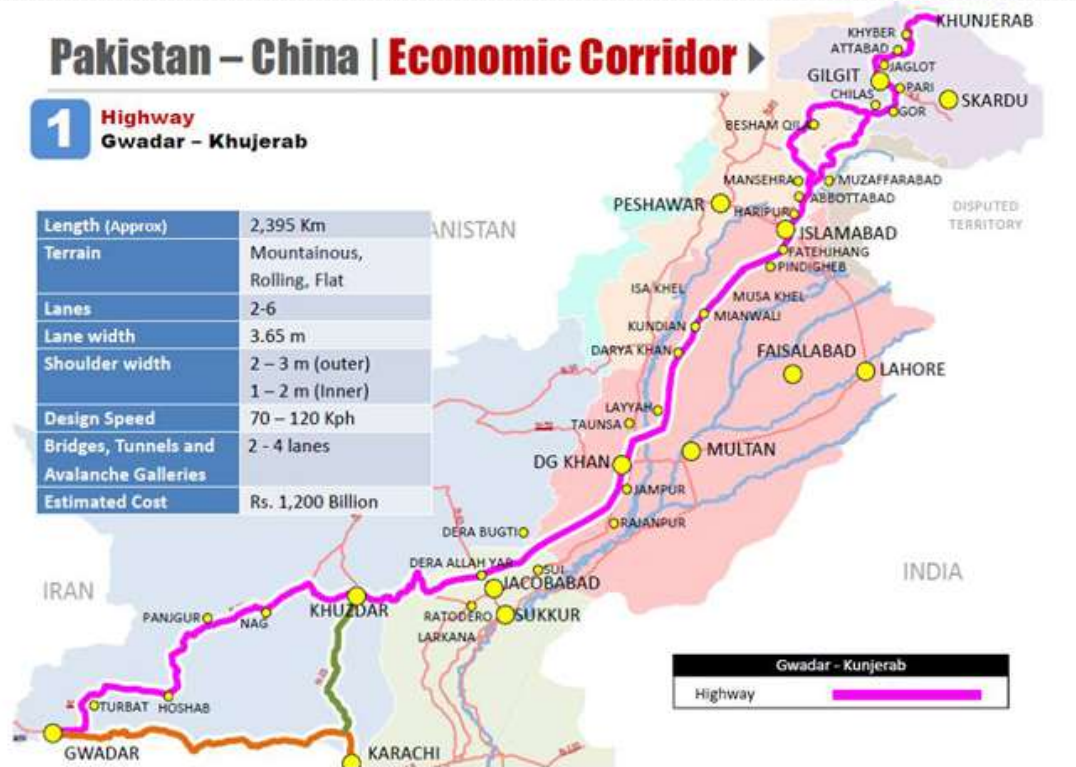 Pakistan – China | Economic Corridor
1
Highway
Gwadar – Khujerab
Length (Approx) 2,395 Km
Terrain Mountainous,
Rolling, Flat
Lanes 2-6
Lane width 3.65 m
Shoulder width 2 – 3 m (outer)
1 – 2 m (Inner)
Design Speed 70 – 120 Kph
Bridges, Tunnels and 2 - 4 lanes
Avalanche Galleries
Estimated Cost Rs. 1,200 Billion
KHUNJERAB
KHYBER
ATTABAD
JAGLOT
GILGIT
PARI
CHILAS
SKARDU
GOR
BESHAM QILA
MANSEHRA
MUZAFFARABAD
ABBOTTABAD
PESHAWAR
HARIPUR
DISPUTED
TERRITORY
ANISTAN
ISLAMABAD
FATEHJHANG
PINDIGHEB
ISA KHEL
MUSA KHEL
MIANWALI
KUNDIAN
DARYA KHAN
FAISALABAD
LAHORE
LAYYAH
TAUNSA
MULTAN
DG KHAN
JAMPUR
RAJANPUR
DERA BUGTI
DERA ALLAH YAR
SUI
JACOBABAD
INDIA
IRAN
KHUZDAR
PANJGUR
NAG
RATODERO
SUKKUR
LARKANA
TURBAT
HOSHAB
GWADAR
KARACHI
Gwadar - Kunjerab
Highway